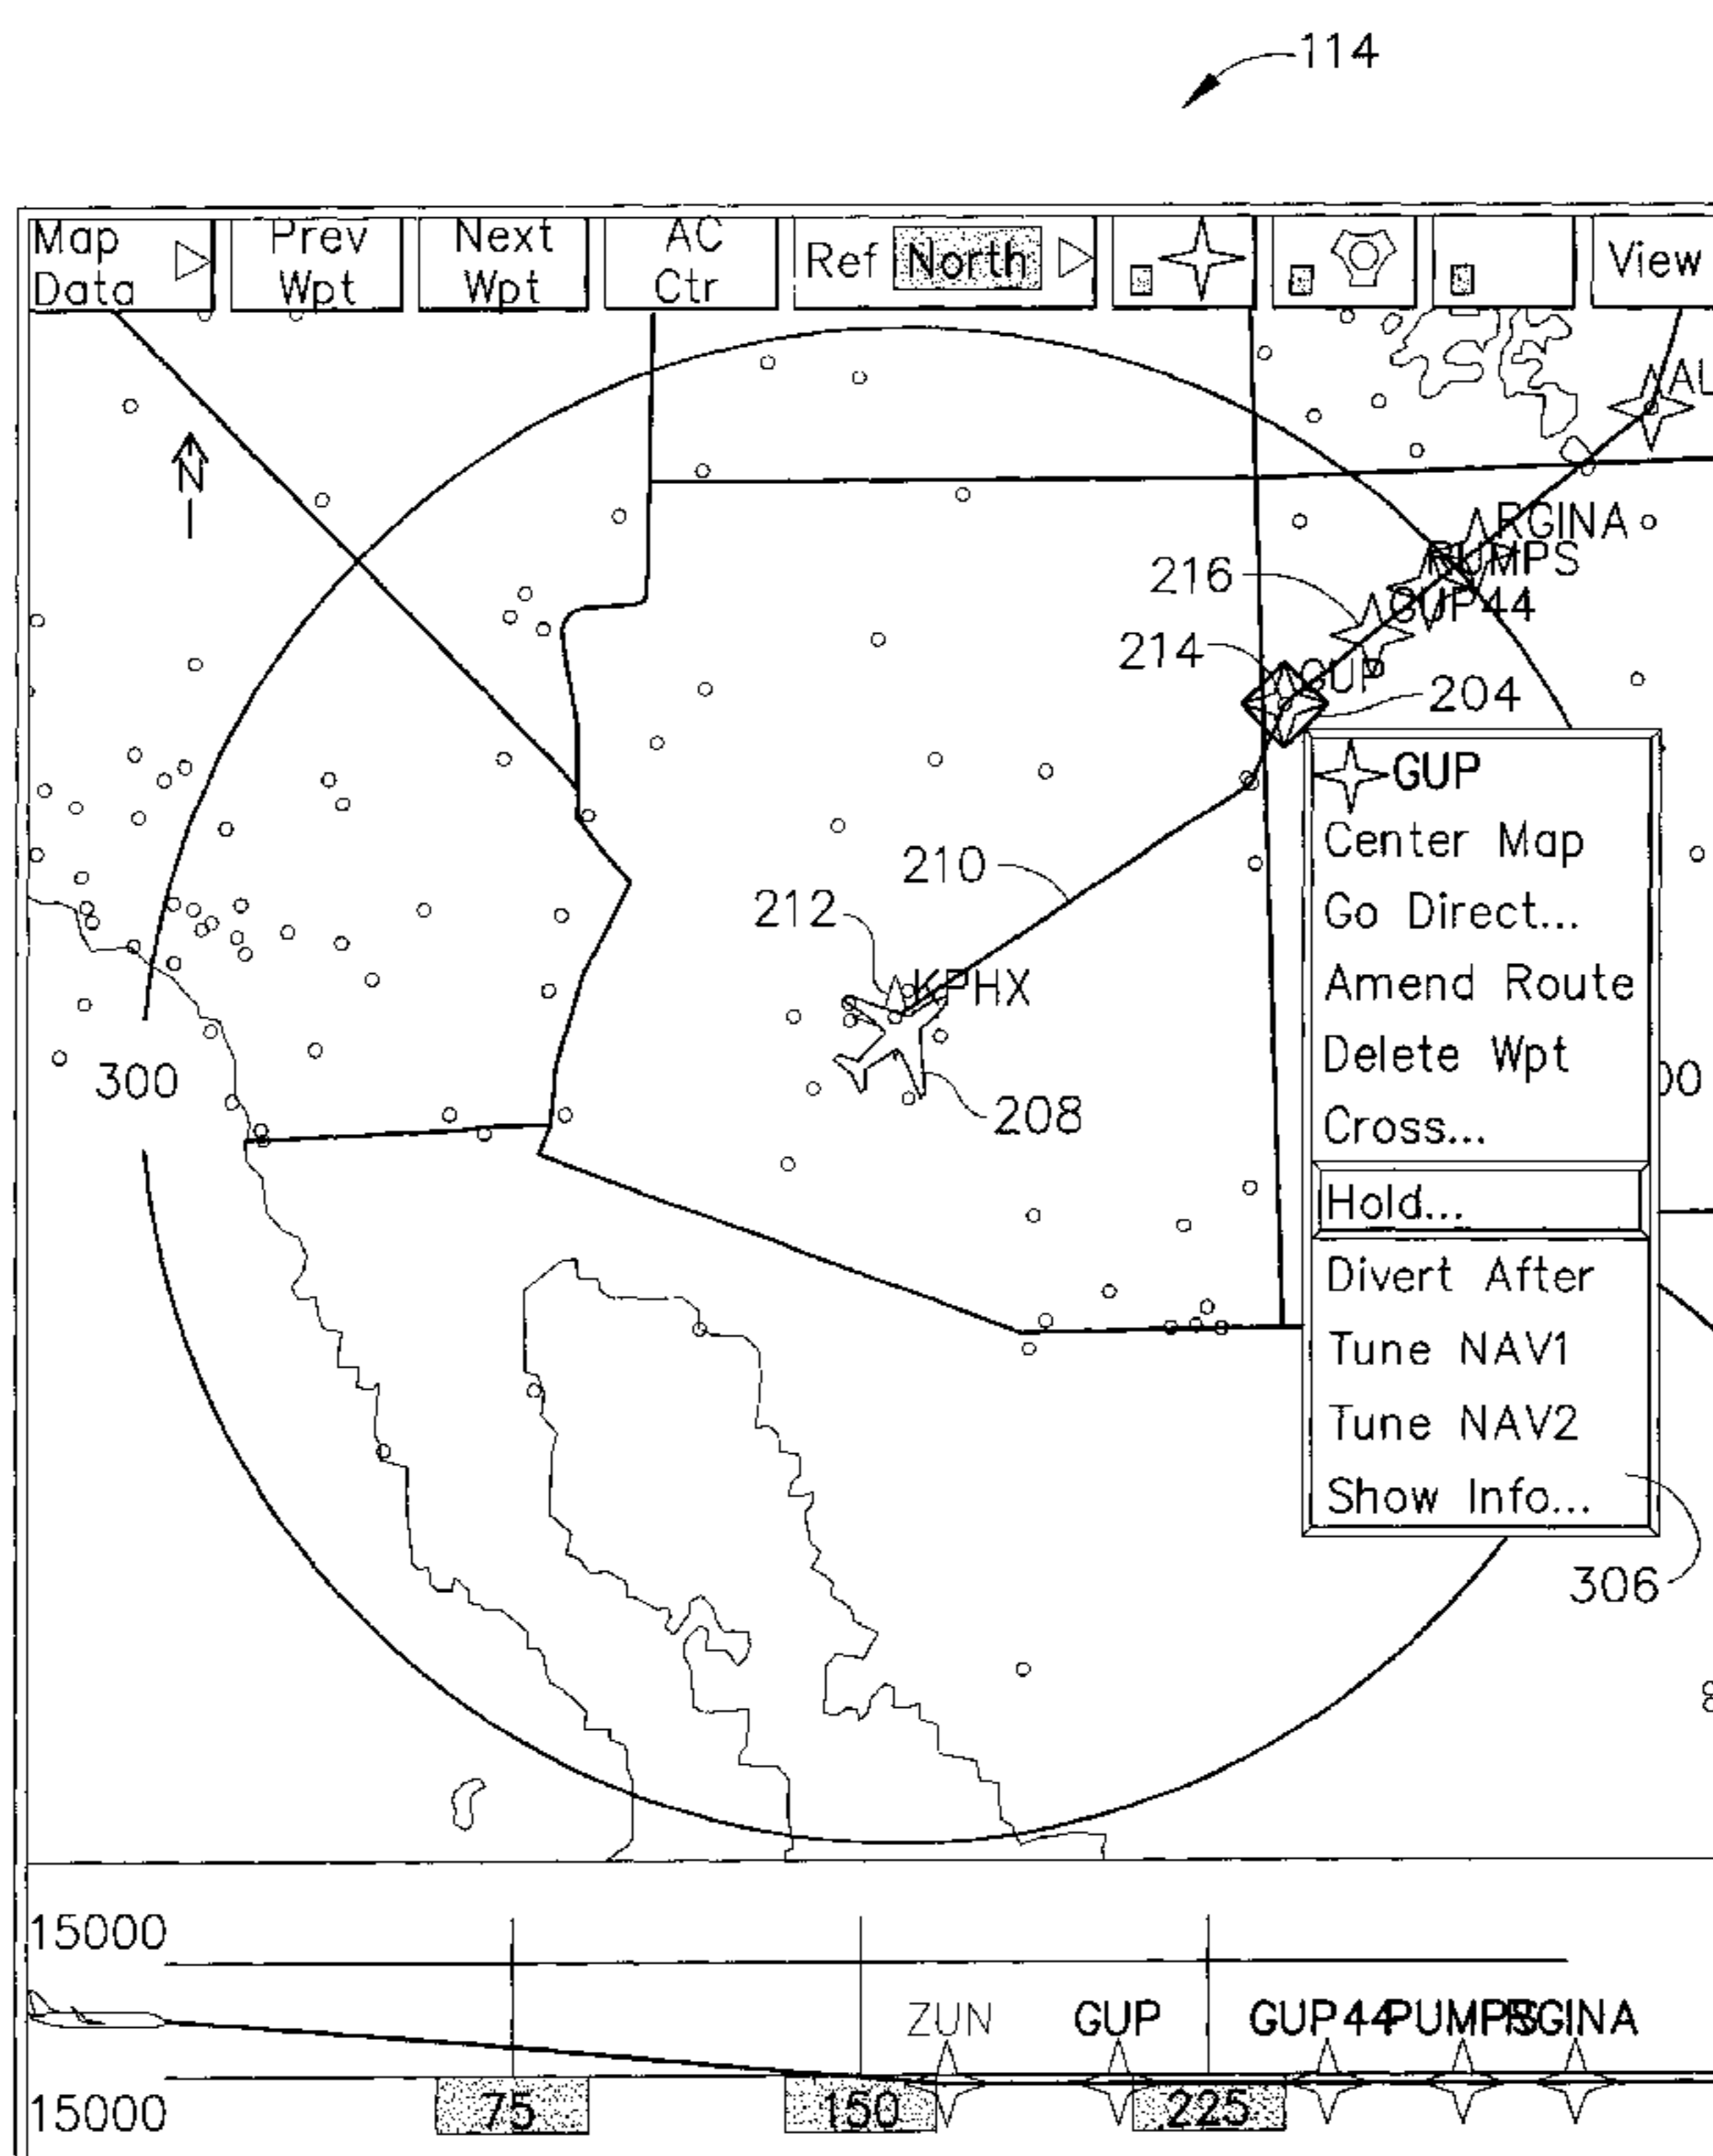 114
Map Data
Prev Wpt
Next Wpt
AC Ctr
Ref North
View
N
RGINA
PUMPS
216
GUP44
214
GUP
204
GUP
Center Map
210
212
Go Direct...
KPHX
Amend Route
300
Delete Wpt
208
Cross...
Hold...
Divert After
Tune NAV1
Tune NAV2
Show Info...
306
15000
ZUN
GUP
GUP44
PUMPS
RGINA
15000
75
150
225